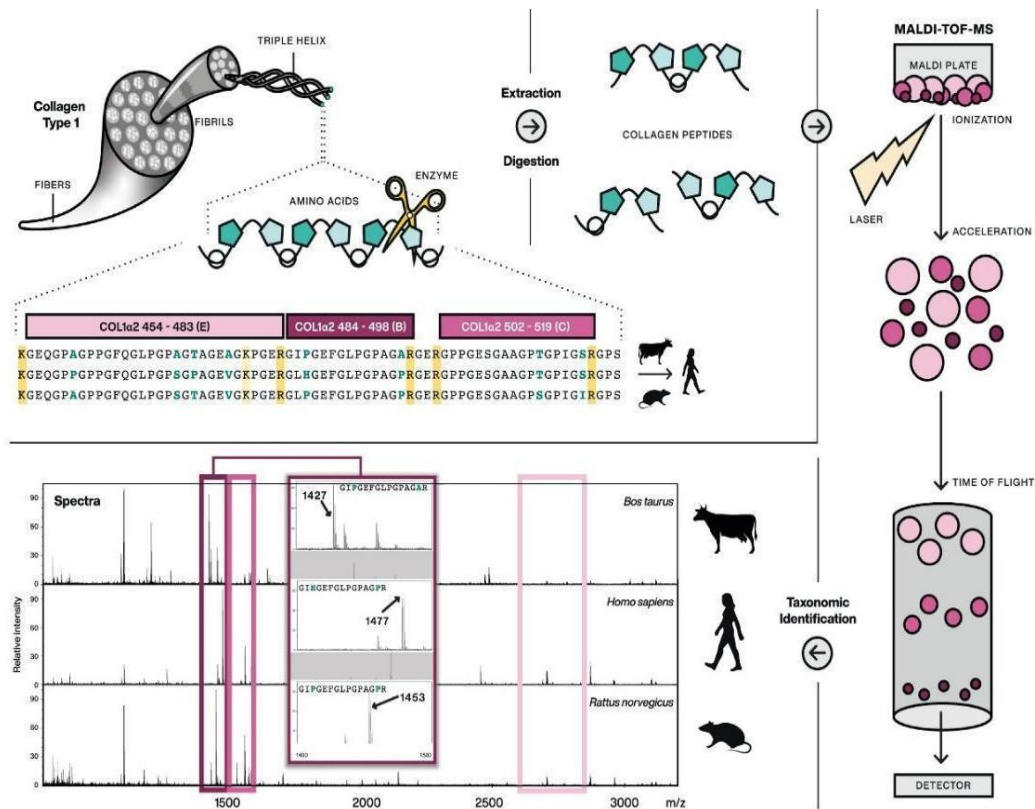 TRIPLE HELIX
Collagen
Type 1
FIBRILS
FIBERS
ENZYME
AMINO ACIDS
Extraction
Digestion
COLLAGEN PEPTIDES
COL1α2 454 - 483 (E)
COL1α2 484 - 498 (B)
COL1α2 502 - 519 (C)
KGEQGPAGPPGFQGLPGPAGTAGEAGKPGERGIPGEFGLPGPAGARGERGPPGESGAAGPTGPIGSRGPS
KGEQGPPGPPGFQGLPGPSGPAGEVGKPGERGLHGEFGLPGPAGPRGERGPPGESGAAGPTGPIGSRGPS
KGEQGPAGPPGFQGLPGPSGTAGEVGKPGERGLPGEFGLPGPAGPRGERGPPGESGAAGPSGPIGIRGPS
MALDI-TOF-MS
MALDI PLATE
IONIZATION
LASER
ACCELERATION
TIME OF FLIGHT
DETECTOR
Taxonomic
Identification
Spectra
Relative intensity
90
60
30
0
90
60
30
0
90
60
30
0
1500
2000
2500
3000
m/z
Bos taurus
Homo sapiens
Rattus norvegicus
GIPGEFGLPGPAGAR
1427
GIHGEFGLPGPAGPR
1477
GIPGEFGLPGPAGPR
1453
1400
1500